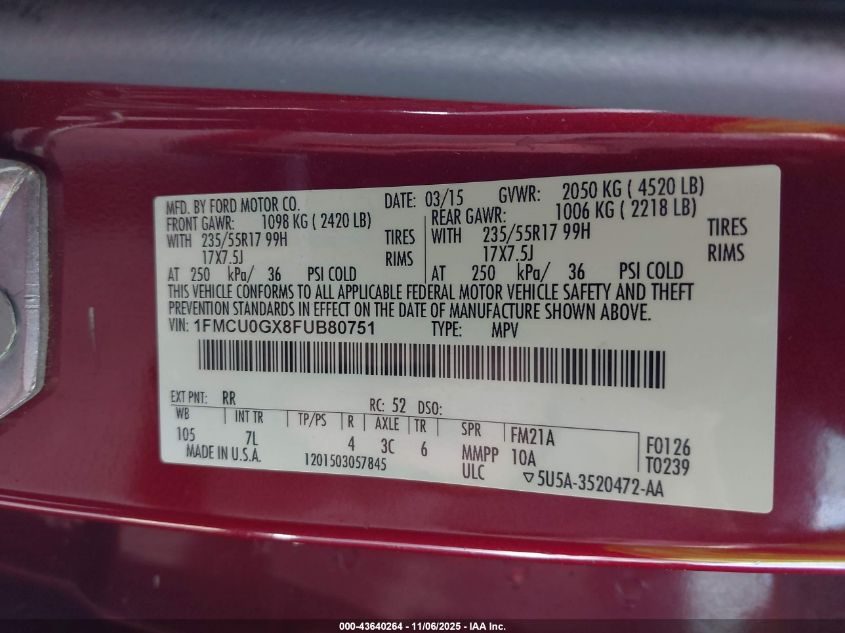 MFD. BY FORD MOTOR CO. DATE: 03/15 GVWR: 2050 KG ( 4520 LB)
FRONT GAWR: 1098 KG ( 2420 LB) REAR GAWR: 1006 KG ( 2218 LB)
WITH 235/55R17 99H TIRES WITH 235/55R17 99H TIRES
17X7.5J RIMS 17X7.5J RIMS
AT 250 kPa/ 36 PSI COLD AT 250 kPa/ 36 PSI COLD
THIS VEHICLE CONFORMS TO ALL APPLICABLE FEDERAL MOTOR VEHICLE SAFETY AND THEFT
PREVENTION STANDARDS IN EFFECT ON THE DATE OF MANUFACTURE SHOWN ABOVE.
VIN: 1FMCU0GX8FUB80751 TYPE: MPV
EXT PNT: RR RC: 52 DSO:
WB INT TR TP/PS R AXLE TR SPR FM21A F0126
105 7L 4 3C 6 MMPP 10A T0239
MADE IN U.S.A. 1201503057845 ULC ▽5U5A-3520472-AA
000-43640264 - 11/06/2025 - IAA Inc.